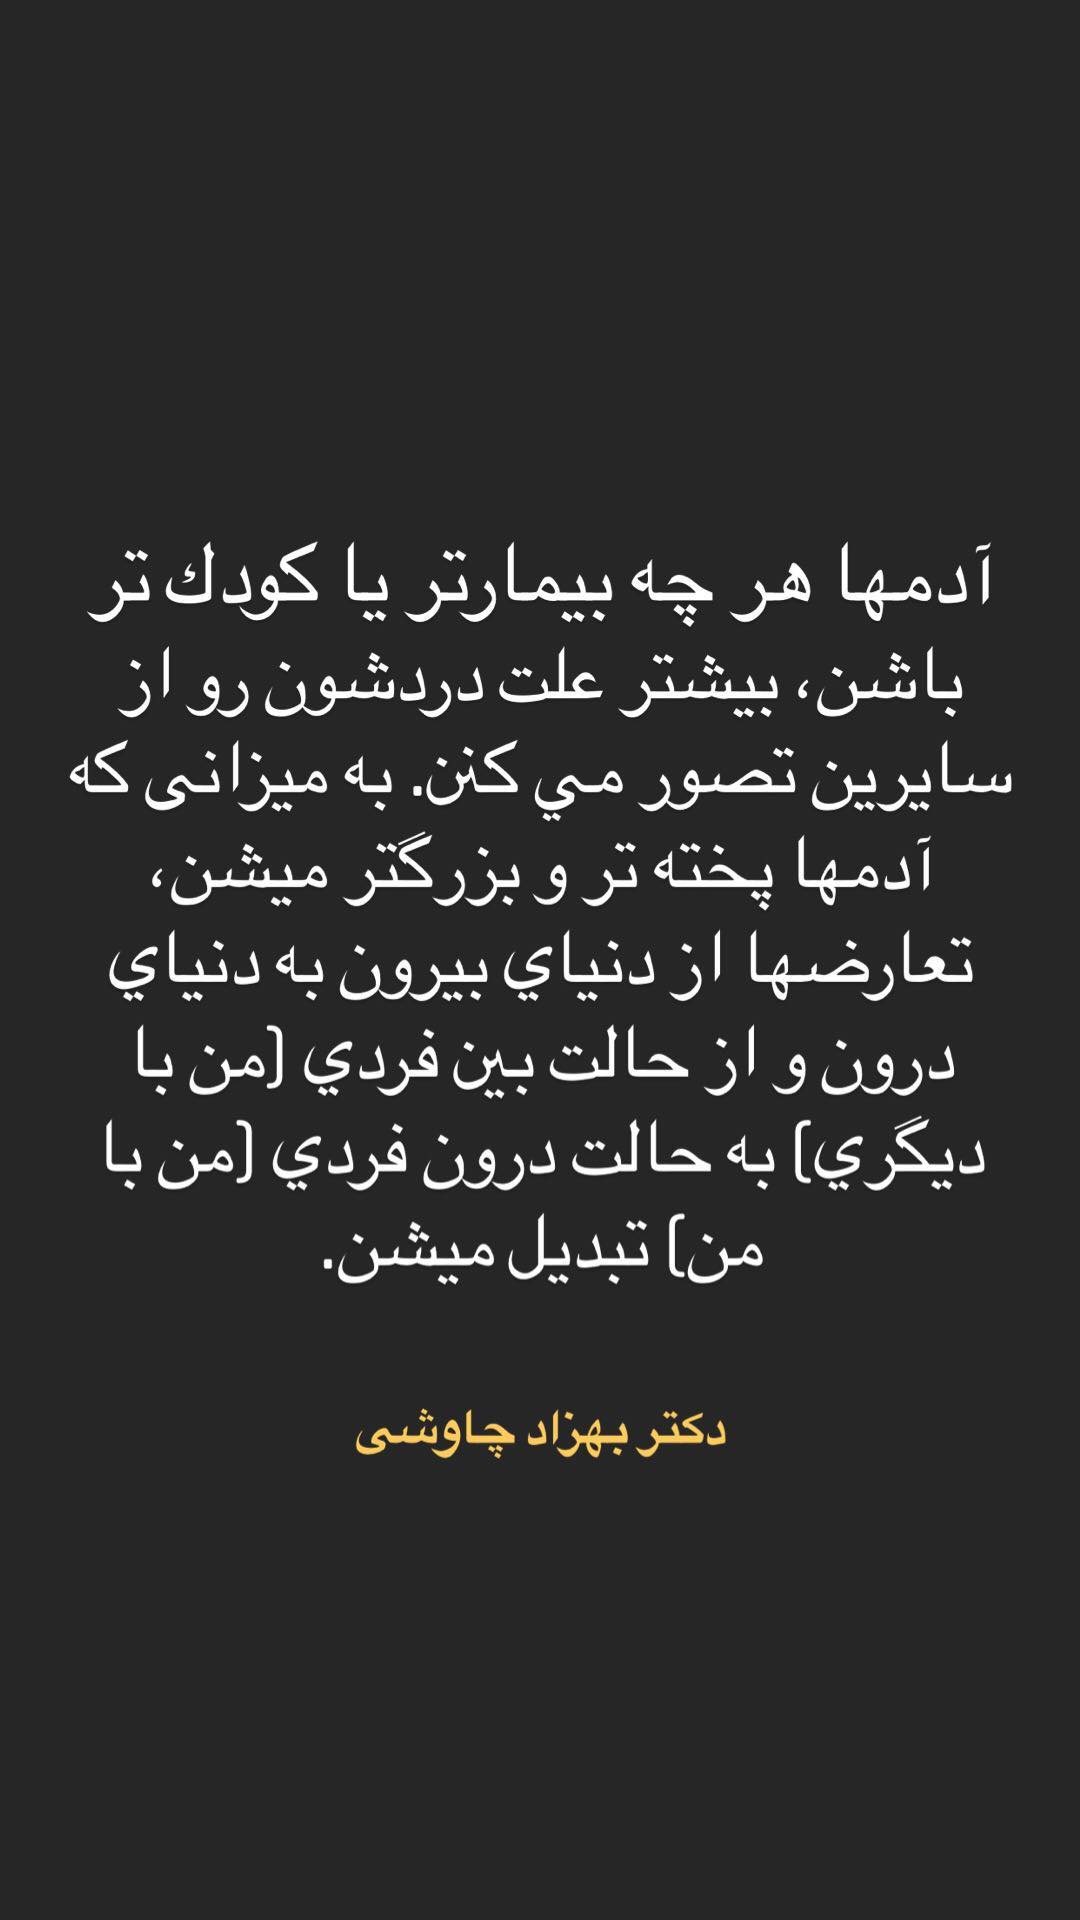 آدمها هر چه بیمارتر یا کودك تر
باشن، بیشتر علت دردشون رو از
سایرین تصور مي کنن. به میزانی که
آدمها پخته تر و بزرگتر میشن،
تعارضها از دنیاي بیرون به دنیاي
درون و از حالت بین فردي (من با
دیگري) به حالت درون فردي (من با
من) تبدیل میشن.
دکتر بهزاد چاوشی